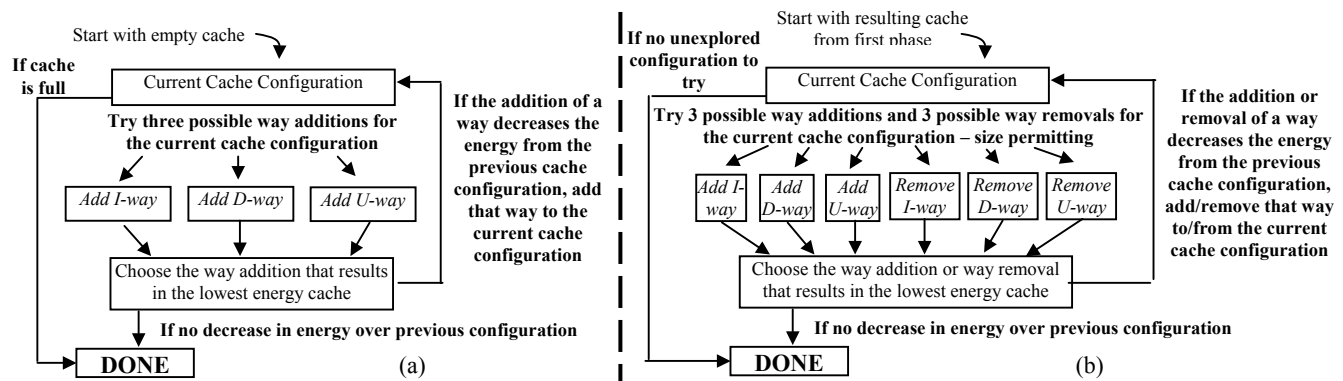 Start with empty cache
If cache
is full
Current Cache Configuration
Try three possible way additions for
the current cache configuration
Add I-way
Add D-way
Add U-way
Choose the way addition that results
in the lowest energy cache
If the addition of a
way decreases the
energy from the
previous cache
configuration, add
that way to the
current cache
configuration
If no decrease in energy over previous configuration
DONE
(a)
Start with resulting cache
from first phase
If no unexplored
configuration to
try
Current Cache Configuration
Try 3 possible way additions and 3 possible way removals for
the current cache configuration – size permitting
Add I-
way
Add
D-way
Add
U-way
Remove
I-way
Remove
D-way
Remove
U-way
Choose the way addition or way removal
that results in the lowest energy cache
If the addition or
removal of a way
decreases the energy
from the previous
cache configuration,
add/remove that way
to/from the current
cache configuration
If no decrease in energy over previous configuration
DONE
(b)